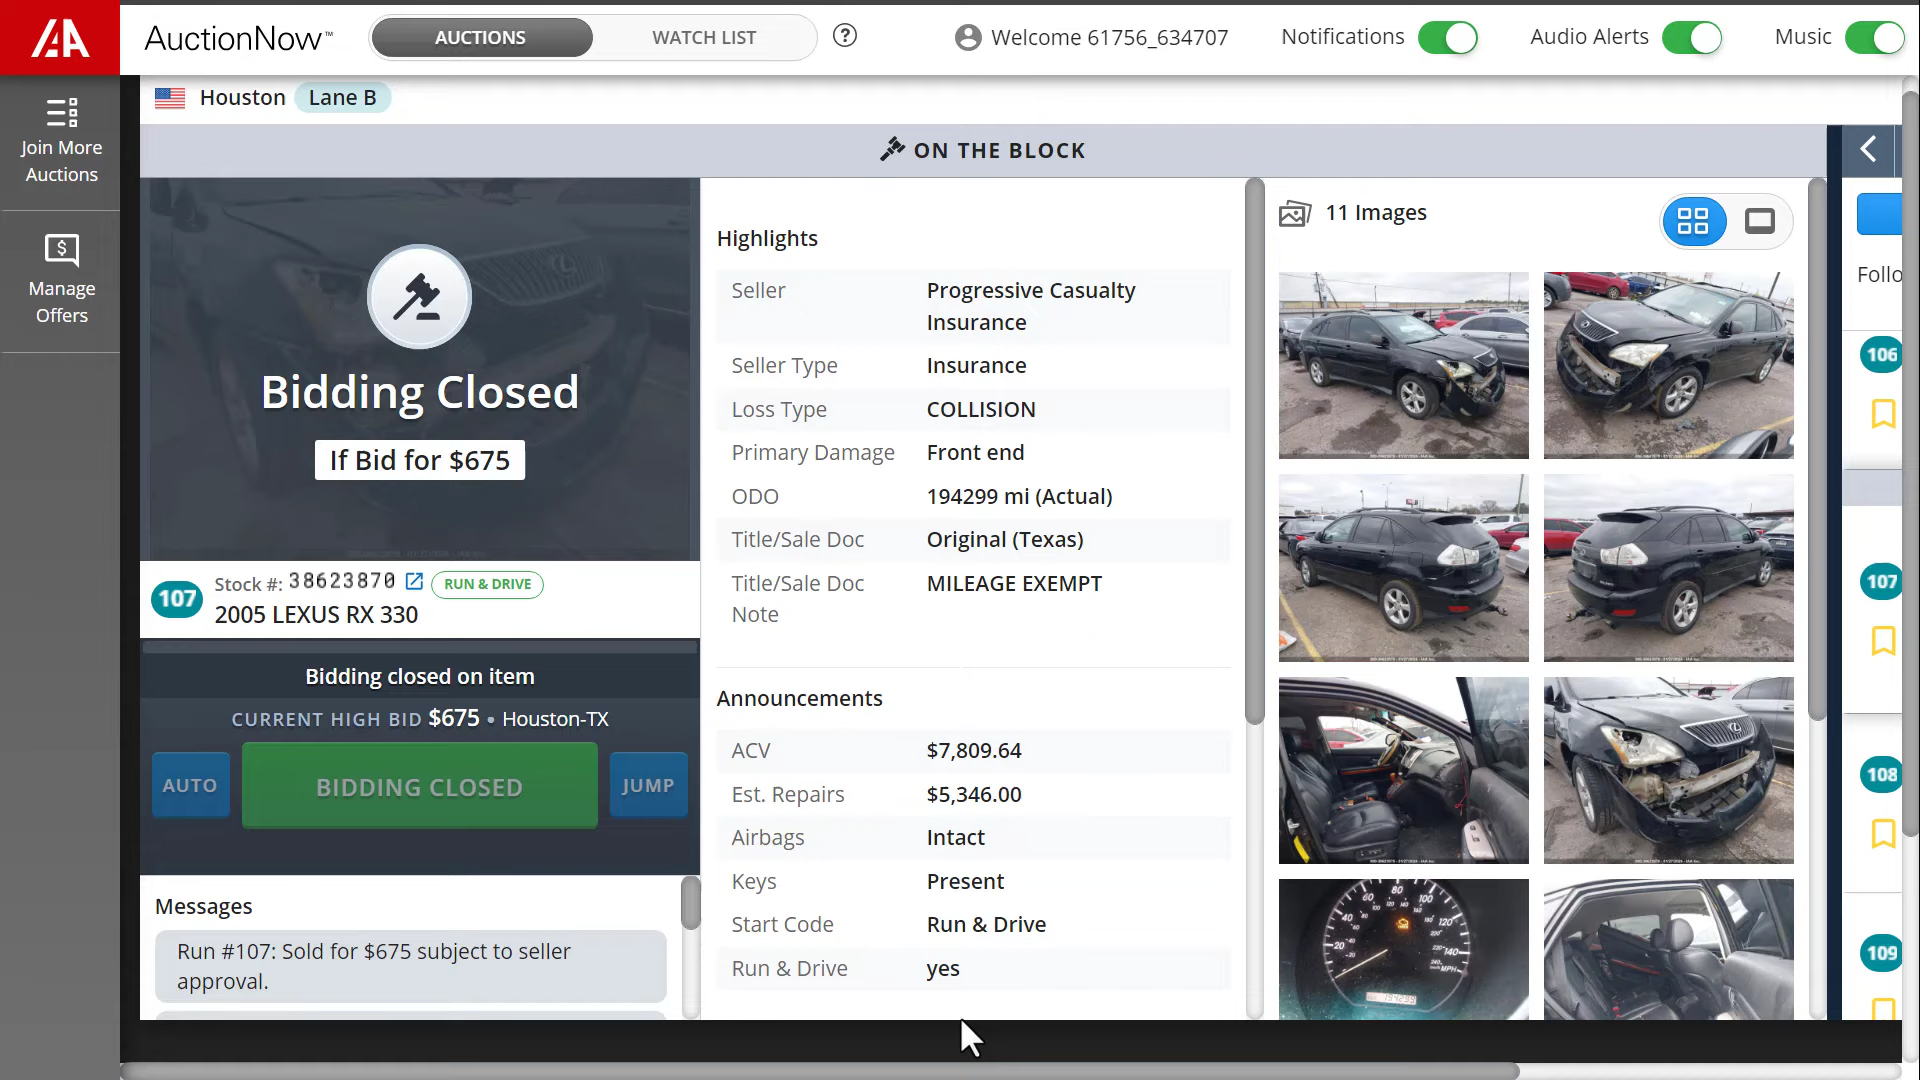 IAA
AuctionNow™
AUCTIONS
WATCH LIST
?
Welcome 61756_634707
Notifications
Audio Alerts
Music
Join More
Auctions
Manage
Offers
Houston
Lane B
ON THE BLOCK
Bidding Closed
If Bid for $675
107
Stock #: 38623870
RUN & DRIVE
2005 LEXUS RX 330
Bidding closed on item
CURRENT HIGH BID $675 • Houston-TX
AUTO
BIDDING CLOSED
JUMP
Messages
Run #107: Sold for $675 subject to seller
approval.
Highlights
Seller
Progressive Casualty
Insurance
Seller Type
Insurance
Loss Type
COLLISION
Primary Damage
Front end
ODO
194299 mi (Actual)
Title/Sale Doc
Original (Texas)
Title/Sale Doc
Note
MILEAGE EXEMPT
Announcements
ACV
$7,809.64
Est. Repairs
$5,346.00
Airbags
Intact
Keys
Present
Start Code
Run & Drive
Run & Drive
yes
11 Images
Follo
106
107
108
109